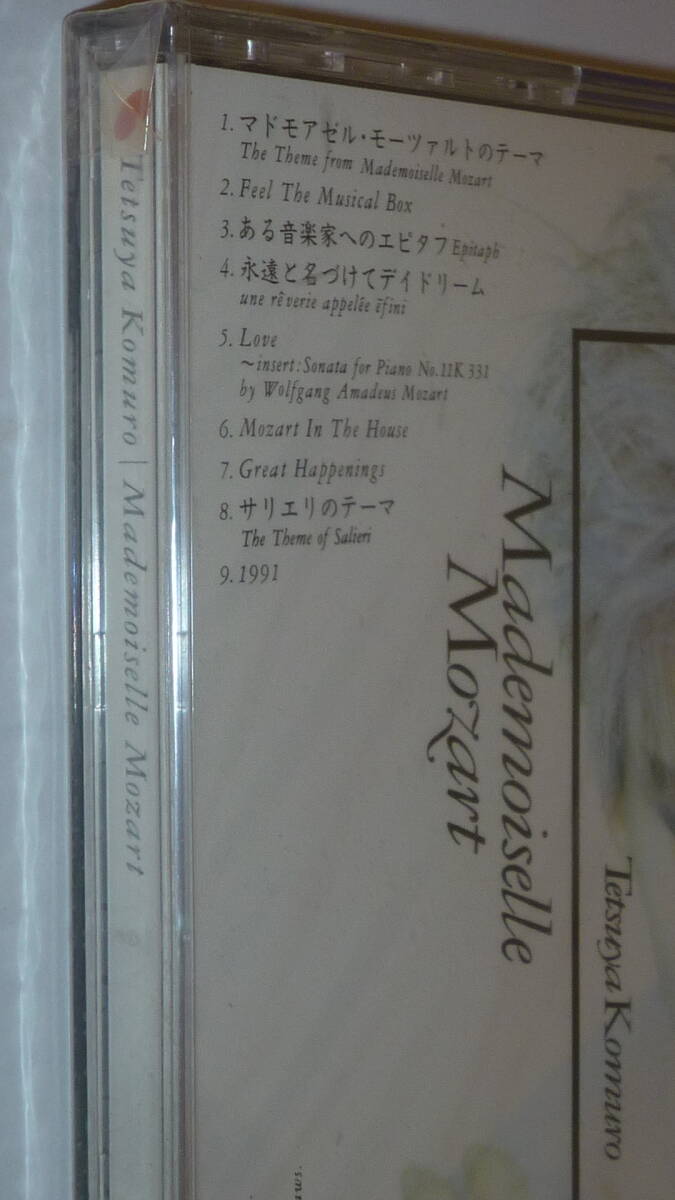 Tetsuya Komuro | Mademoiselle Mozart
1. マドモアゼル・モーツァルトのテーマ
The Theme from Mademoiselle Mozart
2. Feel The Musical Box
3. ある音楽家へのエピタフ Epitaph
4. 永遠と名づけてデイドリーム
une rêverie appelée éfini
5. Love
～insert: Sonata for Piano No.11K 331
by Wolfgang Amadeus Mozart
6. Mozart In The House
7. Great Happenings
8. サリエリのテーマ
The Theme of Salieri
9. 1991
Mademoiselle
Mozart
Tetsuya Komuro